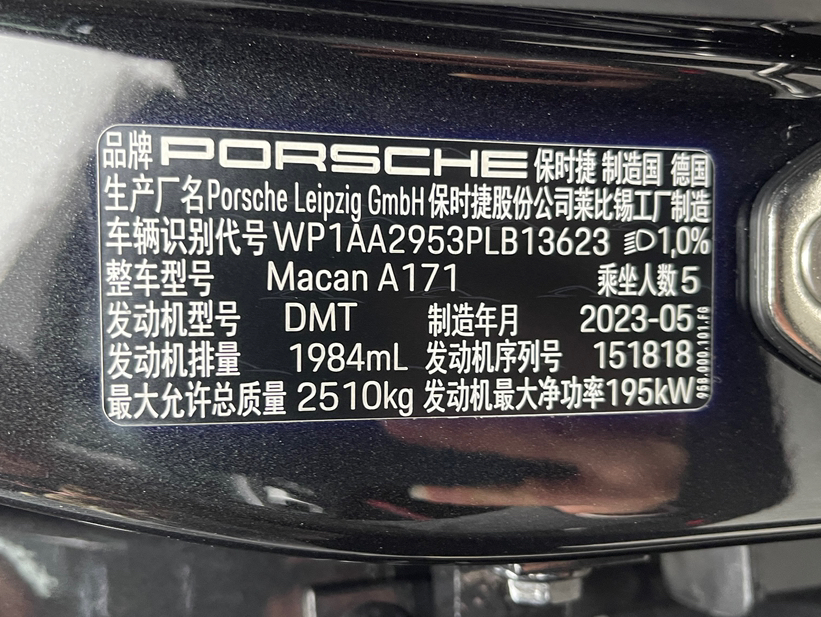 品牌 PORSCHE 保时捷 制造国 德国
生产厂名Porsche Leipzig GmbH 保时捷股份公司莱比锡工厂制造
车辆识别代号 WP1AA2953PLB13623 1,0%
整车型号 Macan A171 乘坐人数5
发动机型号 DMT 制造年月 2023-05
发动机排量 1984mL 发动机序列号 151818
最大允许总质量 2510kg 发动机最大净功率195kW
958.000.101.FG